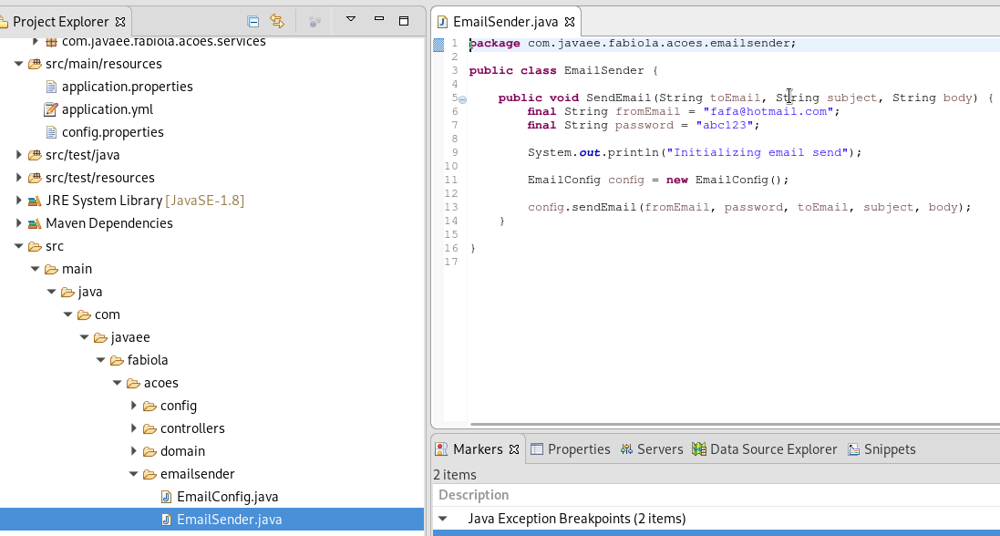 Project Explorer
com.javaee.fabiola.acoes.services
src/main/resources
application.properties
application.yml
config.properties
src/test/java
src/test/resources
JRE System Library [JavaSE-1.8]
Maven Dependencies
src
main
java
com
javaee
fabiola
acoes
config
controllers
domain
emailsender
EmailConfig.java
EmailSender.java
EmailSender.java
1 package com.javaee.fabiola.acoes.emailsender;
2
3 public class EmailSender {
4
5 public void SendEmail(String toEmail, String subject, String body) {
6 final String fromEmail = "fafa@hotmail.com";
7 final String password = "abc123";
8
9 System.out.println("Initializing email send");
10
11 EmailConfig config = new EmailConfig();
12
13 config.sendEmail(fromEmail, password, toEmail, subject, body);
14 }
15
16 }
17
Markers Properties Servers Data Source Explorer Snippets
2 items
Description
Java Exception Breakpoints (2 items)